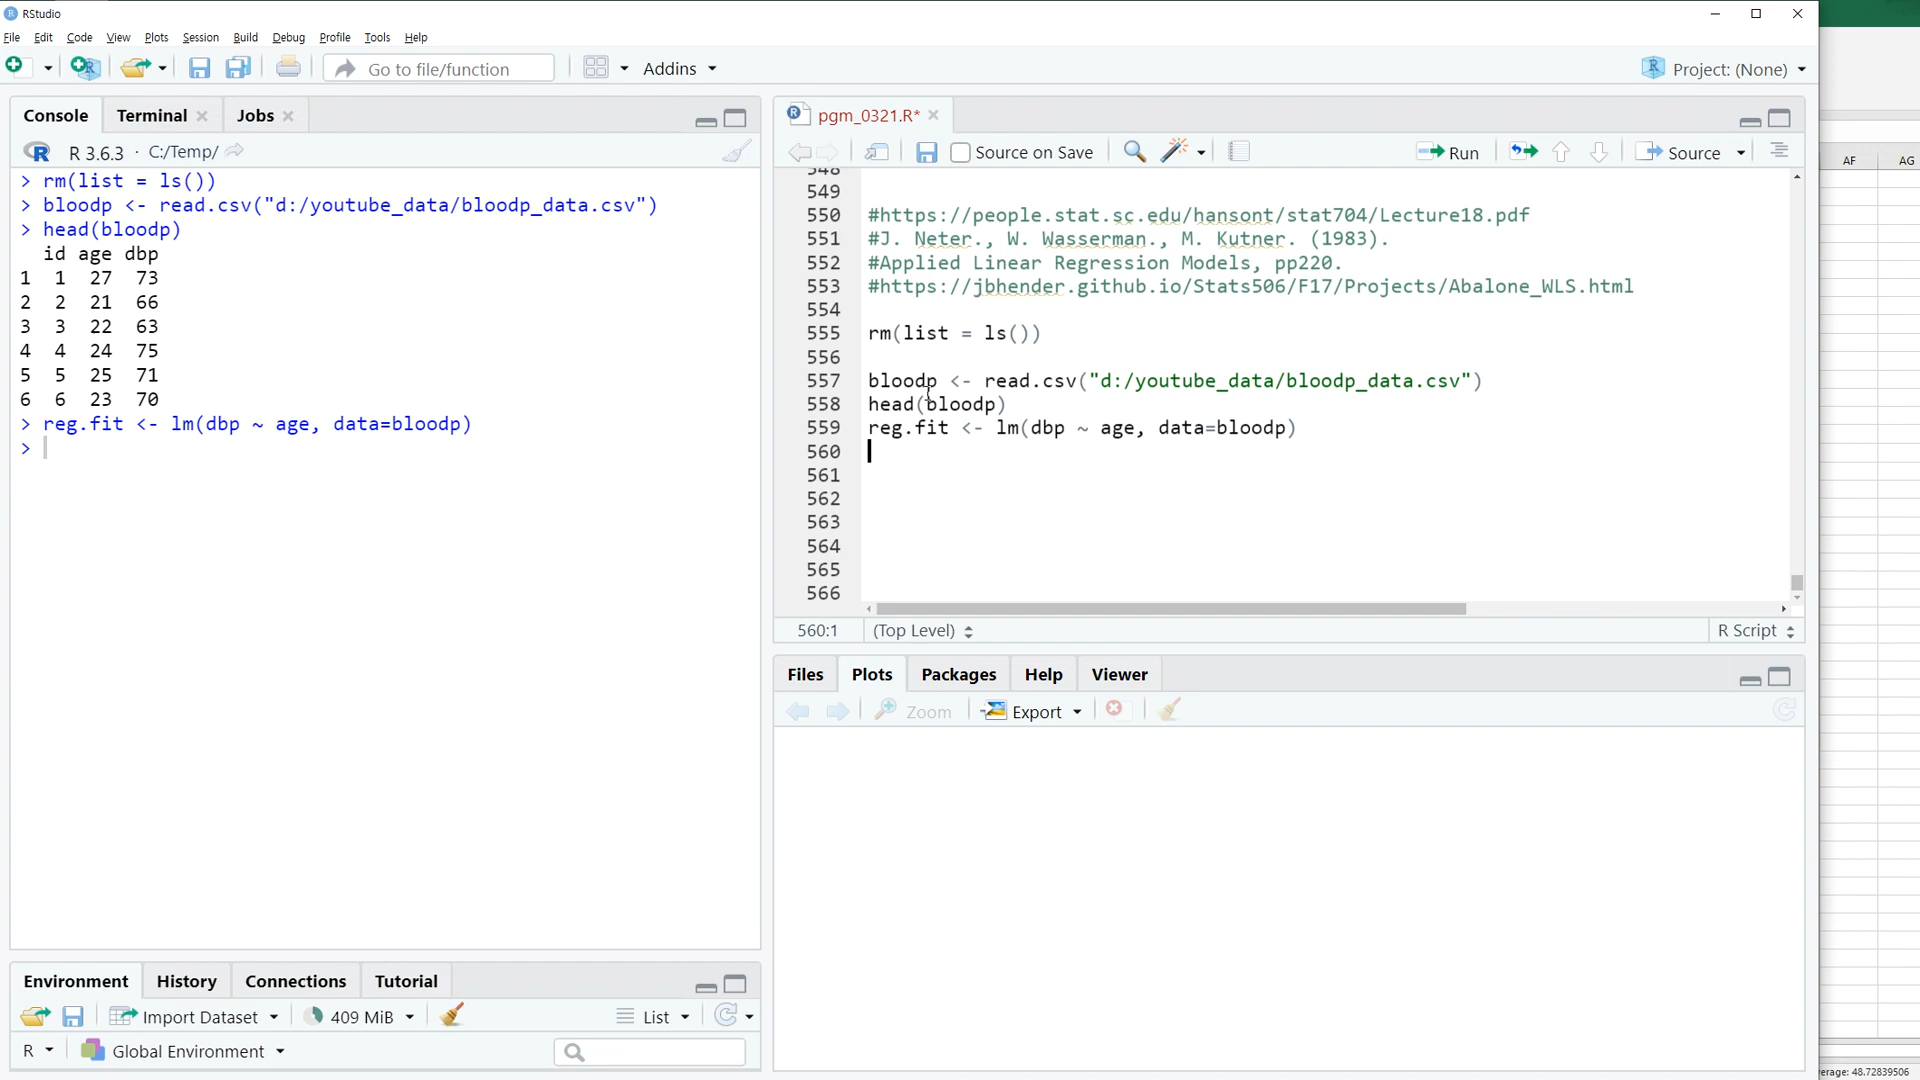 RStudio
File Edit Code View Plots Session Build Debug Profile Tools Help
Go to file/function
Addins
Project: (None)
Console Terminal Jobs
R 3.6.3 · C:/Temp/
> rm(list = ls())
> bloodp <- read.csv("d:/youtube_data/bloodp_data.csv")
> head(bloodp)
id age dbp
1 1 27 73
2 2 21 66
3 3 22 63
4 4 24 75
5 5 25 71
6 6 23 70
> reg.fit <- lm(dbp ~ age, data=bloodp)
>
pgm_0321.R*
Source on Save
Run
Source
548
549
550 #https://people.stat.sc.edu/hansont/stat704/Lecture18.pdf
551 #J. Neter., W. Wasserman., M. Kutner. (1983).
552 #Applied Linear Regression Models, pp220.
553 #https://jbhender.github.io/Stats506/F17/Projects/Abalone_WLS.html
554
555 rm(list = ls())
556
557 bloodp <- read.csv("d:/youtube_data/bloodp_data.csv")
558 head(bloodp)
559 reg.fit <- lm(dbp ~ age, data=bloodp)
560
561
562
563
564
565
566
560:1 (Top Level) R Script
Files Plots Packages Help Viewer
Zoom Export
Environment History Connections Tutorial
Import Dataset 409 MiB List
R Global Environment
AF AG
erage: 48.72839506